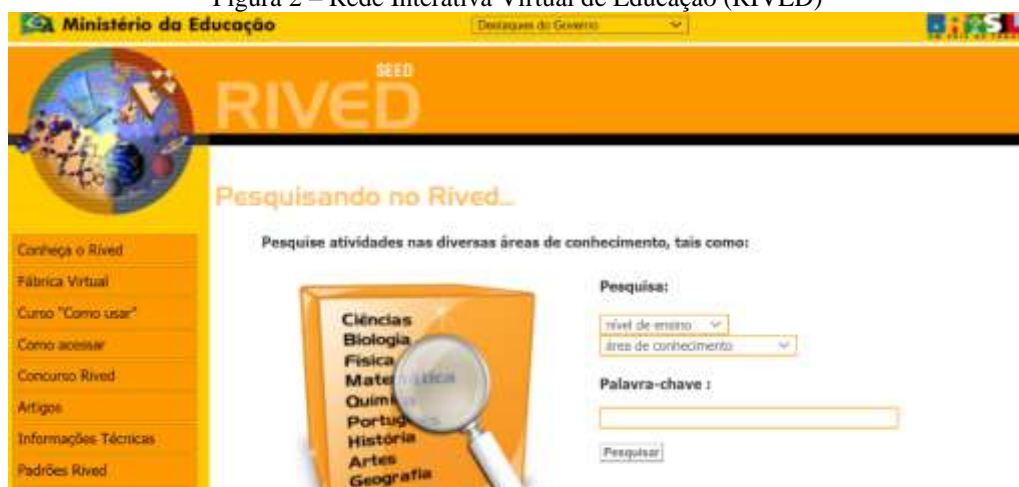 Figura 2 – Rede Interativa Virtual de Educação (RIVED)
Ministério da Educação
Destaques do Governo
BRASIL
SEED
RIVED
Pesquisando no Rived...
Pesquise atividades nas diversas áreas de conhecimento, tais como:
Conheça o Rived
Fábrica Virtual
Curso "Como usar"
Como acessar
Concurso Rived
Artigos
Informações Técnicas
Padrões Rived
Ciências
Biologia
Física
Matemática
Química
Português
História
Artes
Geografia
Pesquisa:
nível de ensino
área de conhecimento
Palavra-chave :
Pesquisar